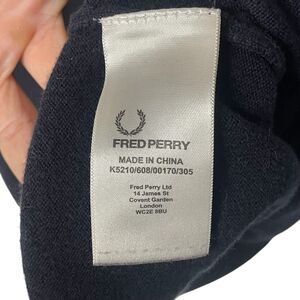 FRED PERRY
MADE IN CHINA
K5210/608/00170/305
Fred Perry Ltd
14 James St
Covent Garden
London
WC2E 8BU